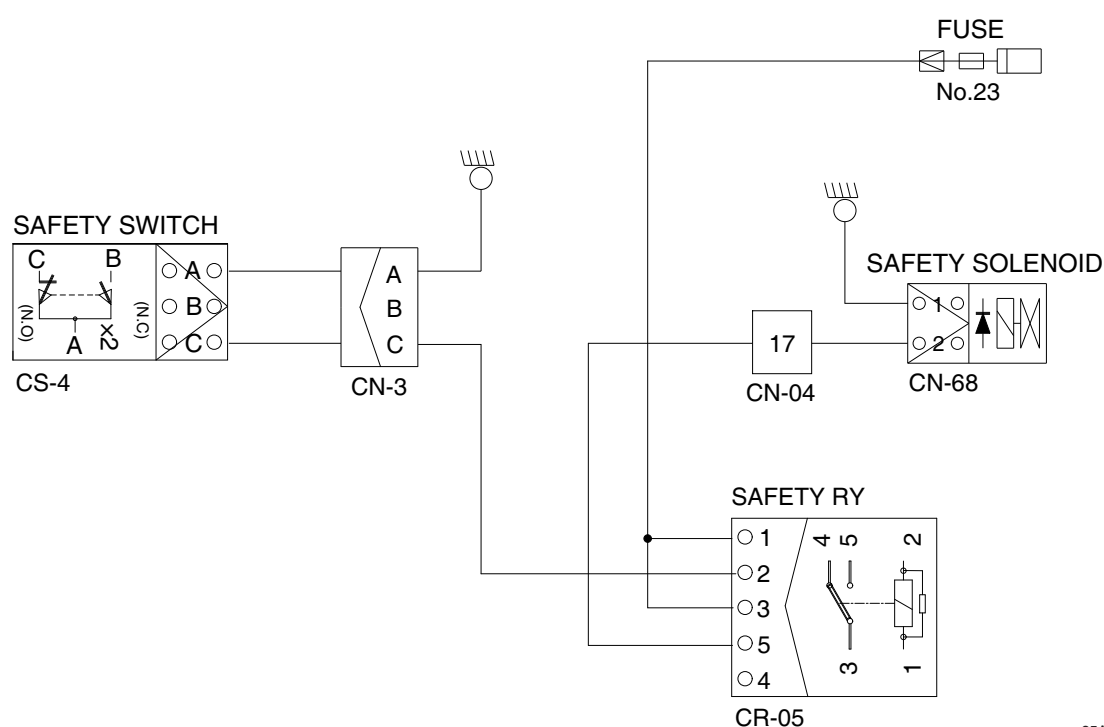 FUSE
No.23
SAFETY SWITCH
C B
(N.O) A ×2 (N.C)
A
B
C
CS-4
A
B
C
CN-3
SAFETY SOLENOID
1
2
CN-68
17
CN-04
SAFETY RY
1
2
3
5
4
4 5 2
3 1
CR-05